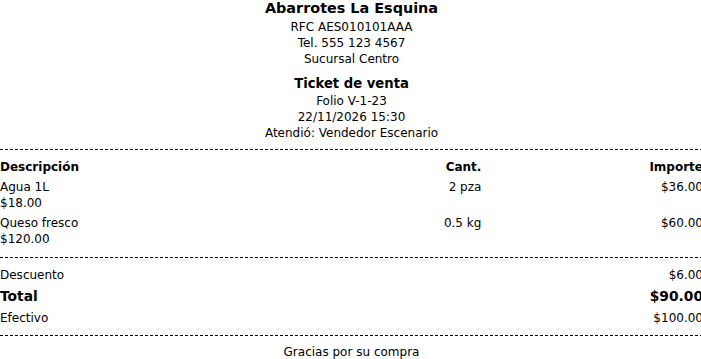 Abarrotes La Esquina
RFC AES010101AAA
Tel. 555 123 4567
Sucursal Centro
Ticket de venta
Folio V-1-23
22/11/2026 15:30
Atendió: Vendedor Escenario
Descripción Cant. Importe
Agua 1L 2 pza $36.00
$18.00
Queso fresco 0.5 kg $60.00
$120.00
Descuento $6.00
Total $90.00
Efectivo $100.00
Gracias por su compra